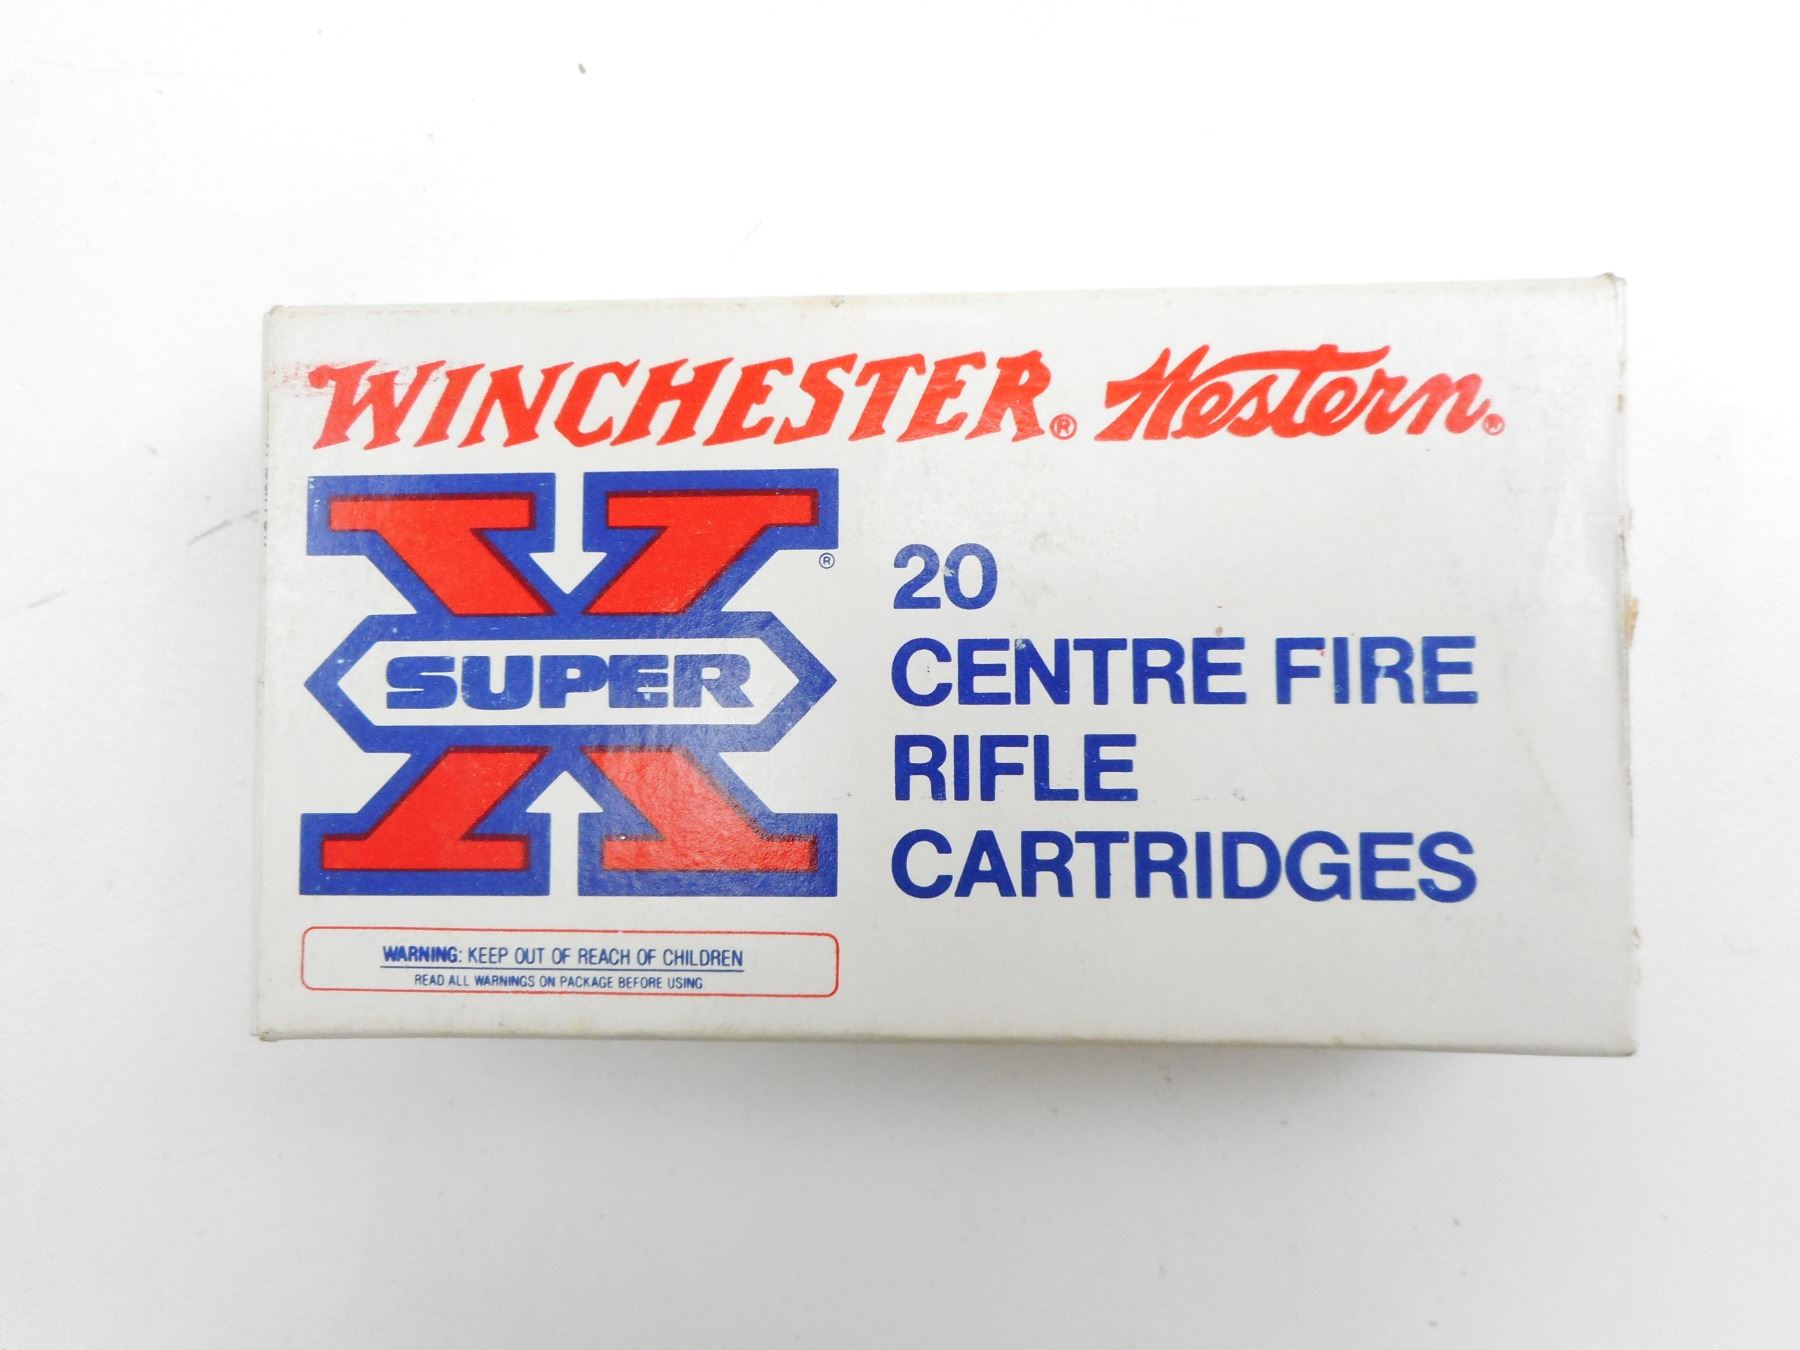 WINCHESTER® Western®
X
SUPER
®
20
CENTRE FIRE
RIFLE
CARTRIDGES
WARNING: KEEP OUT OF REACH OF CHILDREN
READ ALL WARNINGS ON PACKAGE BEFORE USING